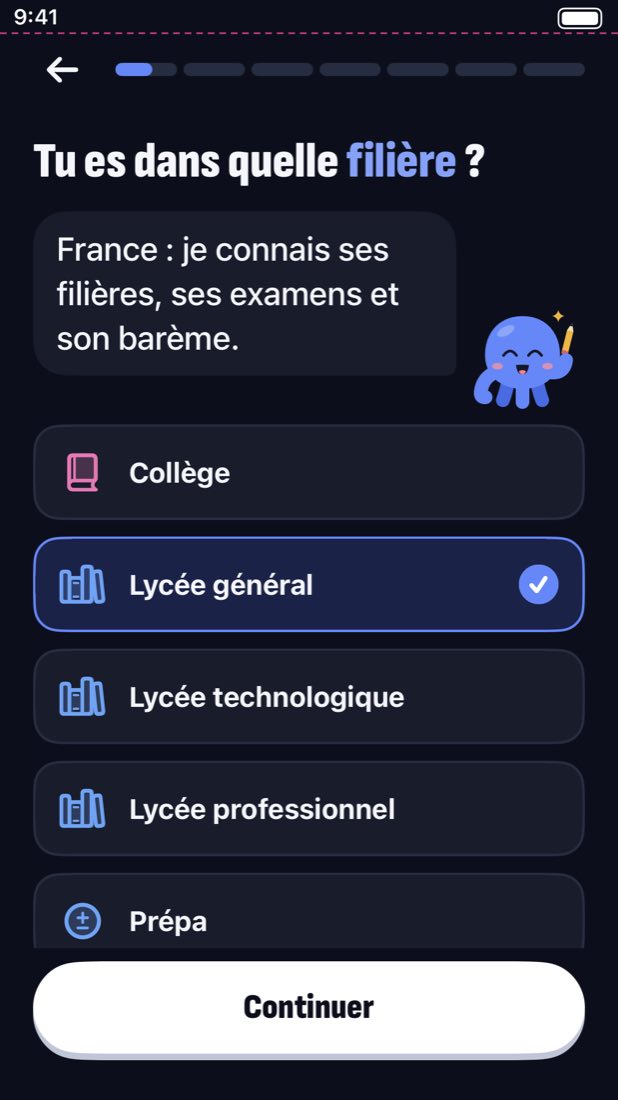 9:41
Tu es dans quelle filière ?
France : je connais ses
filières, ses examens et
son barème.
Collège
Lycée général
Lycée technologique
Lycée professionnel
Prépa
Continuer